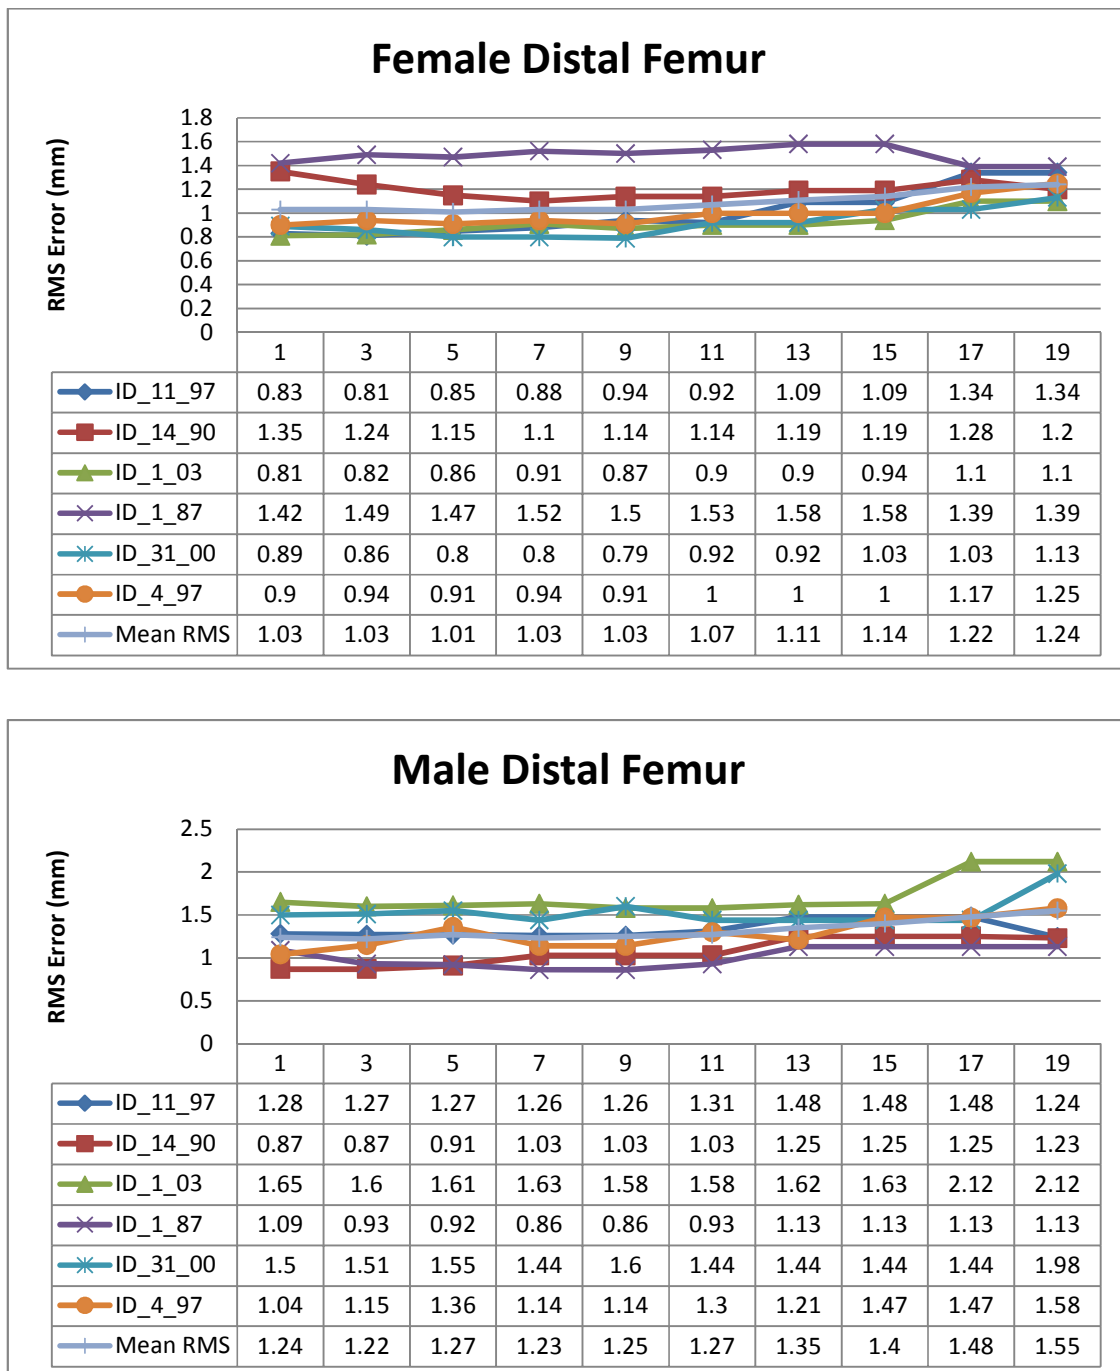 Female Distal Femur
RMS Error (mm)
1.8
1.6
1.4
1.2
1
0.8
0.6
0.4
0.2
0
1 3 5 7 9 11 13 15 17 19
ID_11_97 0.83 0.81 0.85 0.88 0.94 0.92 1.09 1.09 1.34 1.34
ID_14_90 1.35 1.24 1.15 1.1 1.14 1.14 1.19 1.19 1.28 1.2
ID_1_03 0.81 0.82 0.86 0.91 0.87 0.9 0.9 0.94 1.1 1.1
ID_1_87 1.42 1.49 1.47 1.52 1.5 1.53 1.58 1.58 1.39 1.39
ID_31_00 0.89 0.86 0.8 0.8 0.79 0.92 0.92 1.03 1.03 1.13
ID_4_97 0.9 0.94 0.91 0.94 0.91 1 1 1 1.17 1.25
Mean RMS 1.03 1.03 1.01 1.03 1.03 1.07 1.11 1.14 1.22 1.24
Male Distal Femur
RMS Error (mm)
2.5
2
1.5
1
0.5
0
1 3 5 7 9 11 13 15 17 19
ID_11_97 1.28 1.27 1.27 1.26 1.26 1.31 1.48 1.48 1.48 1.24
ID_14_90 0.87 0.87 0.91 1.03 1.03 1.03 1.25 1.25 1.25 1.23
ID_1_03 1.65 1.6 1.61 1.63 1.58 1.58 1.62 1.63 2.12 2.12
ID_1_87 1.09 0.93 0.92 0.86 0.86 0.93 1.13 1.13 1.13 1.13
ID_31_00 1.5 1.51 1.55 1.44 1.6 1.44 1.44 1.44 1.44 1.98
ID_4_97 1.04 1.15 1.36 1.14 1.14 1.3 1.21 1.47 1.47 1.58
Mean RMS 1.24 1.22 1.27 1.23 1.25 1.27 1.35 1.4 1.48 1.55